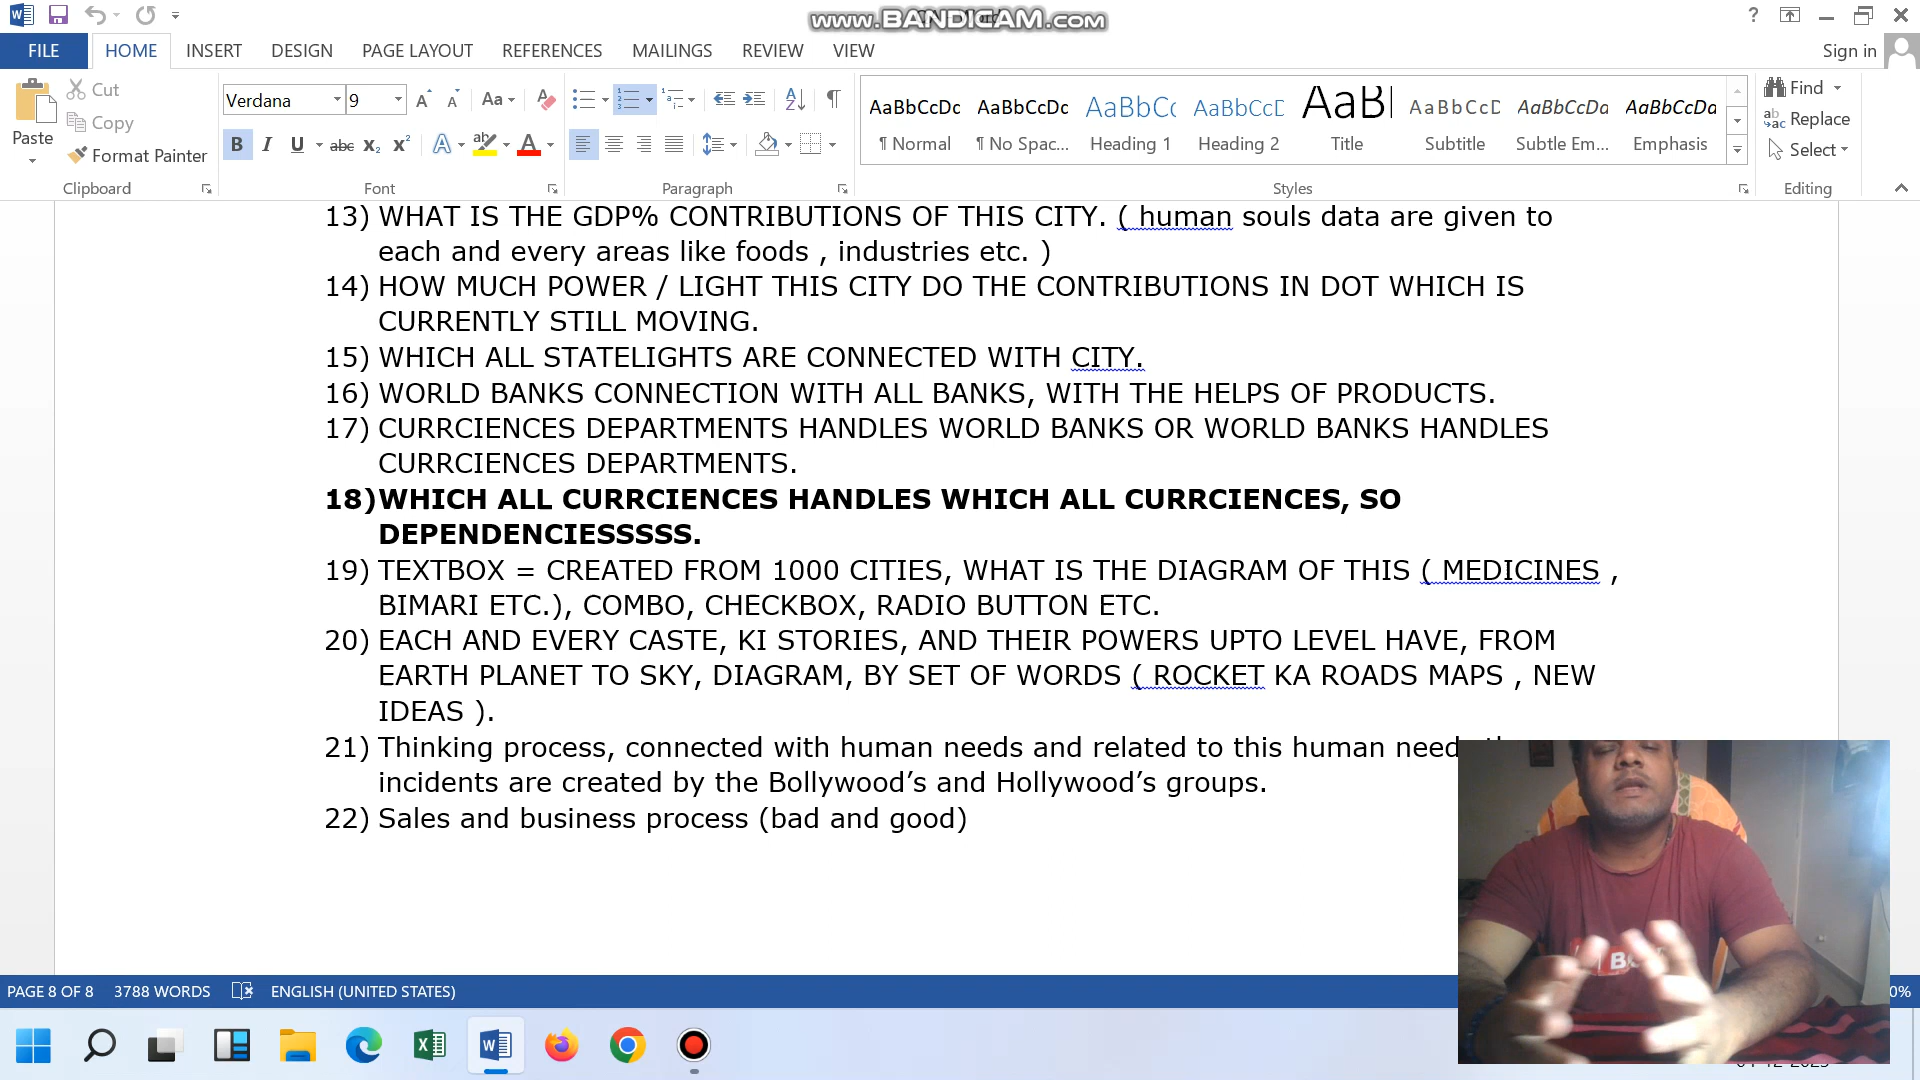 www.BANDICAM.com
?
FILE HOME INSERT DESIGN PAGE LAYOUT REFERENCES MAILINGS REVIEW VIEW Sign in
Paste
Cut
Copy
Format Painter
Clipboard
Verdana 9
Font
Paragraph
AaBbCcDc AaBbCcDc AaBbC AaBbCcD AaB AaBbCcD AaBbCcDa AaBbCcDa
¶ Normal ¶ No Spac... Heading 1 Heading 2 Title Subtitle Subtle Em... Emphasis
Styles
Find
Replace
Select
Editing
13) WHAT IS THE GDP% CONTRIBUTIONS OF THIS CITY. ( human souls data are given to
each and every areas like foods , industries etc. )
14) HOW MUCH POWER / LIGHT THIS CITY DO THE CONTRIBUTIONS IN DOT WHICH IS
CURRENTLY STILL MOVING.
15) WHICH ALL STATELIGHTS ARE CONNECTED WITH CITY.
16) WORLD BANKS CONNECTION WITH ALL BANKS, WITH THE HELPS OF PRODUCTS.
17) CURRCIENCES DEPARTMENTS HANDLES WORLD BANKS OR WORLD BANKS HANDLES
CURRCIENCES DEPARTMENTS.
18)WHICH ALL CURRCIENCES HANDLES WHICH ALL CURRCIENCES, SO
DEPENDENCIESSSSS.
19) TEXTBOX = CREATED FROM 1000 CITIES, WHAT IS THE DIAGRAM OF THIS ( MEDICINES ,
BIMARI ETC.), COMBO, CHECKBOX, RADIO BUTTON ETC.
20) EACH AND EVERY CASTE, KI STORIES, AND THEIR POWERS UPTO LEVEL HAVE, FROM
EARTH PLANET TO SKY, DIAGRAM, BY SET OF WORDS ( ROCKET KA ROADS MAPS , NEW
IDEAS ).
21) Thinking process, connected with human needs and related to this human
incidents are created by the Bollywood’s and Hollywood’s groups.
22) Sales and business process (bad and good)
PAGE 8 OF 8 3788 WORDS ENGLISH (UNITED STATES)